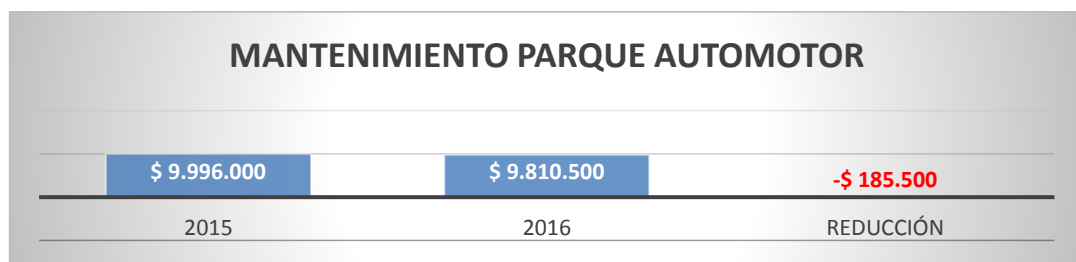 MANTENIMIENTO PARQUE AUTOMOTOR
$ 9.996.000 $ 9.810.500 -$ 185.500
2015 2016 REDUCCIÓN